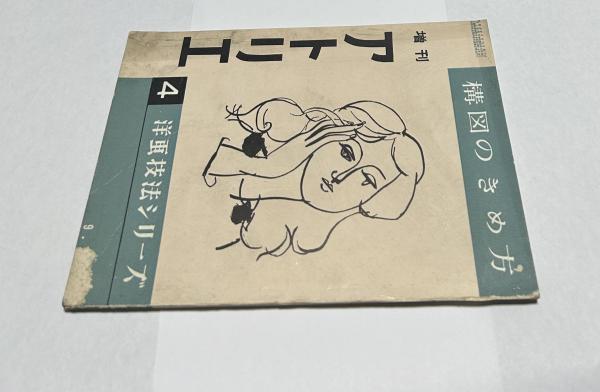 構図のきめ方
増刊
アトリエ
4
洋画技法シリーズ
9.